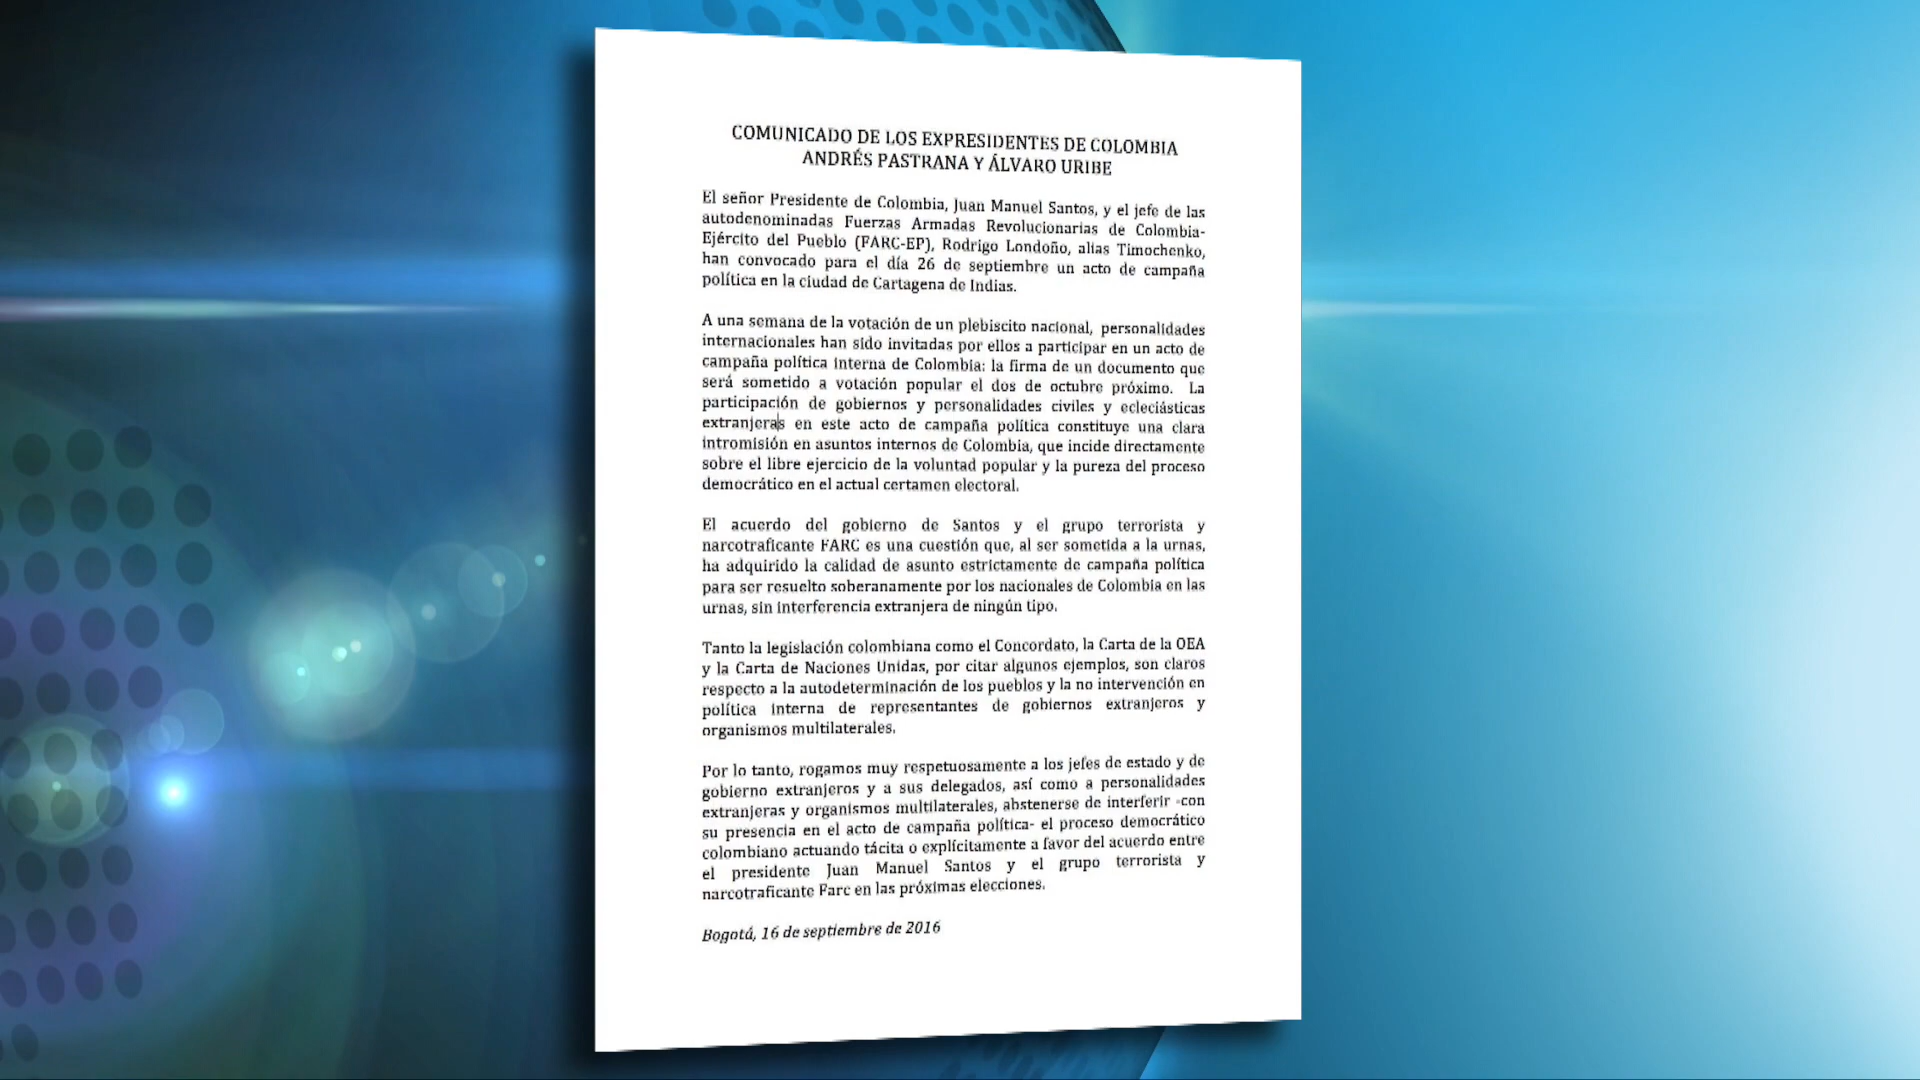 COMUNICADO DE LOS EXPRESIDENTES DE COLOMBIA
ANDRÉS PASTRANA Y ÁLVARO URIBE
El señor Presidente de Colombia, Juan Manuel Santos, y el jefe de las
autodenominadas Fuerzas Armadas Revolucionarias de Colombia-
Ejército del Pueblo (FARC-EP), Rodrigo Londoño, alias Timochenko,
han convocado para el día 26 de septiembre un acto de campaña
política en la ciudad de Cartagena de Indias.
A una semana de la votación de un plebiscito nacional, personalidades
internacionales han sido invitadas por ellos a participar en un acto de
campaña política interna de Colombia: la firma de un documento que
será sometido a votación popular el dos de octubre próximo. La
participación de gobiernos y personalidades civiles y ecleciásticas
extranjeras en este acto de campaña política constituye una clara
intromisión en asuntos internos de Colombia, que incide directamente
sobre el libre ejercicio de la voluntad popular y la pureza del proceso
democrático en el actual certamen electoral.
El acuerdo del gobierno de Santos y el grupo terrorista y
narcotraficante FARC es una cuestión que, al ser sometida a la urnas,
ha adquirido la calidad de asunto estrictamente de campaña política
para ser resuelto soberanamente por los nacionales de Colombia en las
urnas, sin interferencia extranjera de ningún tipo.
Tanto la legislación colombiana como el Concordato, la Carta de la OEA
y la Carta de Naciones Unidas, por citar algunos ejemplos, son claros
respecto a la autodeterminación de los pueblos y la no intervención en
política interna de representantes de gobiernos extranjeros y
organismos multilaterales.
Por lo tanto, rogamos muy respetuosamente a los jefes de estado y de
gobierno extranjeros y a sus delegados, así como a personalidades
extranjeras y organismos multilaterales, abstenerse de interferir -con
su presencia en el acto de campaña política- el proceso democrático
colombiano actuando tácita o explícitamente a favor del acuerdo entre
el presidente Juan Manuel Santos y el grupo terrorista y
narcotraficante Farc en las próximas elecciones.
Bogotá, 16 de septiembre de 2016